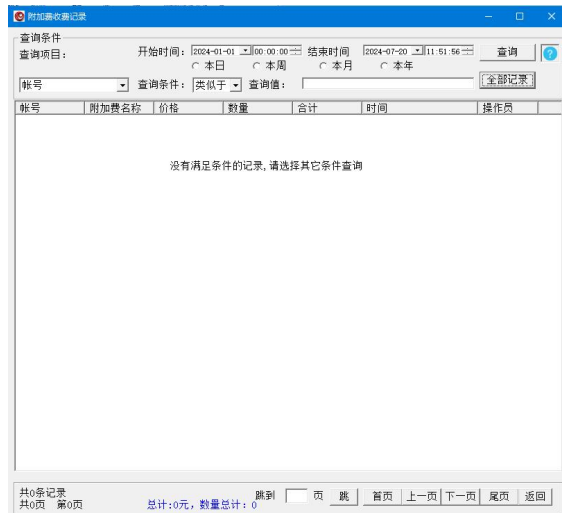 附加费收费记录
查询条件
查询项目： 开始时间： 2024-01-01 00:00:00 结束时间 2024-07-20 11:51:56 查询
本日 本周 本月 本年
帐号 查询条件： 类似于 查询值： 全部记录
帐号 附加费名称 价格 数量 合计 时间 操作员
没有满足条件的记录,请选择其它条件查询
共0条记录
共0页 第0页 总计:0元，数量总计：0 跳到 页 跳 首页 上一页 下一页 尾页 返回